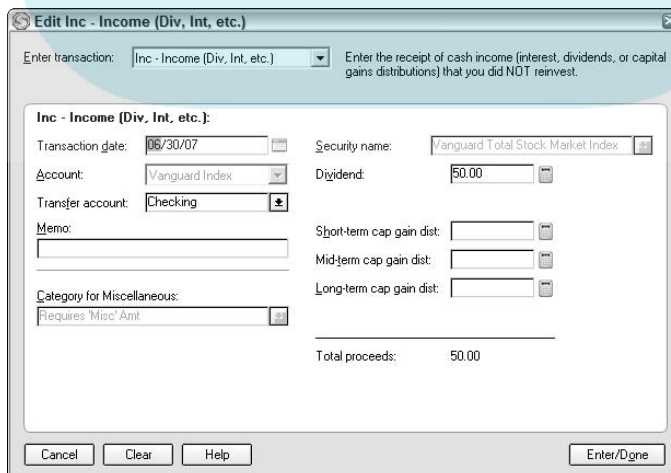 Edit Inc - Income (Div, Int, etc.)
Enter transaction: Inc - Income (Div, Int, etc.)
Enter the receipt of cash income (interest, dividends, or capital
gains distributions) that you did NOT reinvest.
Inc - Income (Div, Int, etc.):
Transaction date: 06/30/07
Account: Vanguard Index
Transfer account: Checking
Memo:
Category for Miscellaneous:
Requires 'Misc' Amt
Security name: Vanguard Total Stock Market Index
Dividend: 50.00
Short-term cap gain dist:
Mid-term cap gain dist:
Long-term cap gain dist:
Total proceeds: 50.00
Cancel Clear Help Enter/Done